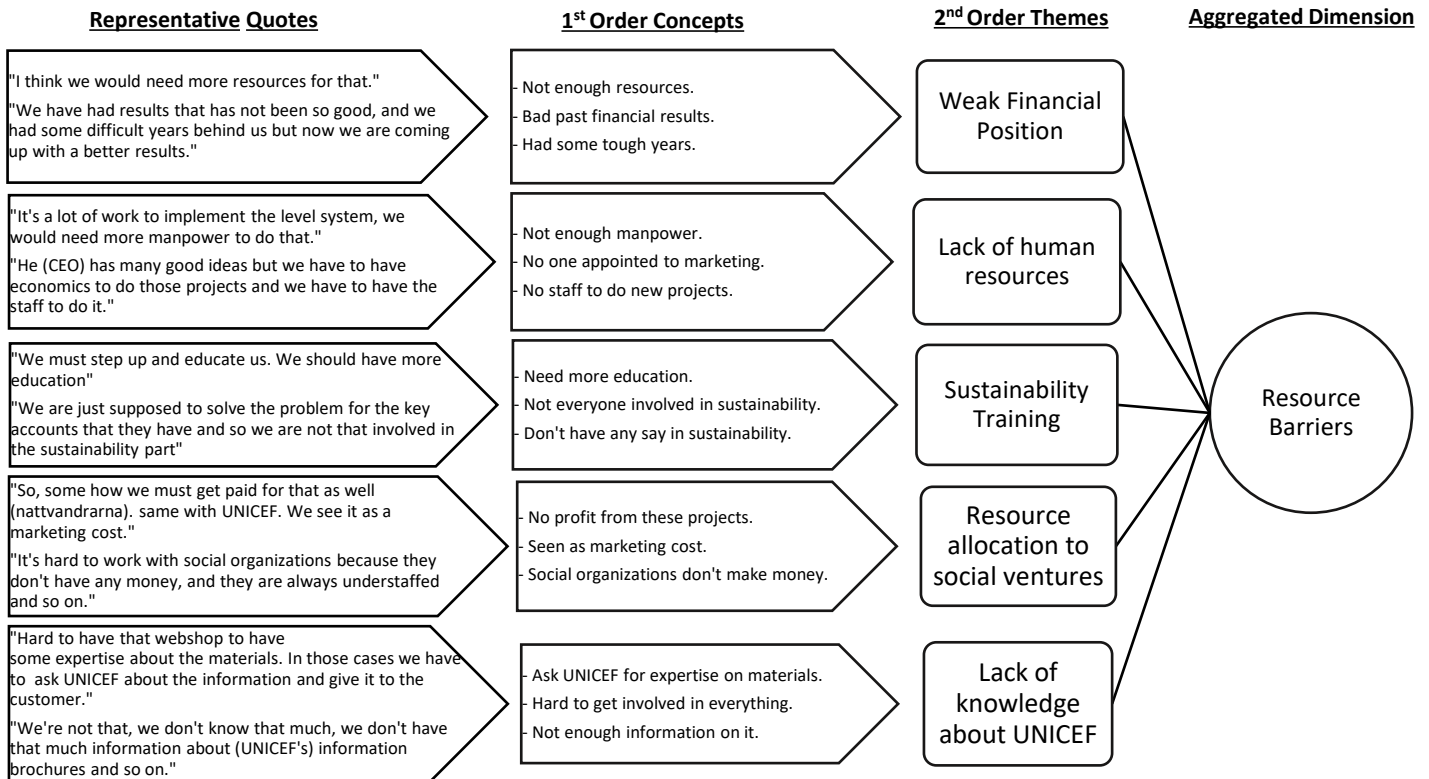 Representative Quotes
1st Order Concepts
2nd Order Themes
Aggregated Dimension
"I think we would need more resources for that."
"We have had results that has not been so good, and we
had some difficult years behind us but now we are coming
up with a better results."
- Not enough resources.
- Bad past financial results.
- Had some tough years.
Weak Financial
Position
"It's a lot of work to implement the level system, we
would need more manpower to do that."
"He (CEO) has many good ideas but we have to have
economics to do those projects and we have to have the
staff to do it."
- Not enough manpower.
- No one appointed to marketing.
- No staff to do new projects.
Lack of human
resources
"We must step up and educate us. We should have more
education"
"We are just supposed to solve the problem for the key
accounts that they have and so we are not that involved in
the sustainability part"
- Need more education.
- Not everyone involved in sustainability.
- Don't have any say in sustainability.
Sustainability
Training
Resource
Barriers
"So, some how we must get paid for that as well
(nattvandrarna). same with UNICEF. We see it as a
marketing cost."
"It's hard to work with social organizations because they
don't have any money, and they are always understaffed
and so on."
- No profit from these projects.
- Seen as marketing cost.
- Social organizations don't make money.
Resource
allocation to
social ventures
"Hard to have that webshop to have
some expertise about the materials. In those cases we have
to  ask UNICEF about the information and give it to the
customer."
"We're not that, we don't know that much, we don't have
that much information about (UNICEF's) information
brochures and so on."
- Ask UNICEF for expertise on materials.
- Hard to get involved in everything.
- Not enough information on it.
Lack of
knowledge
about UNICEF